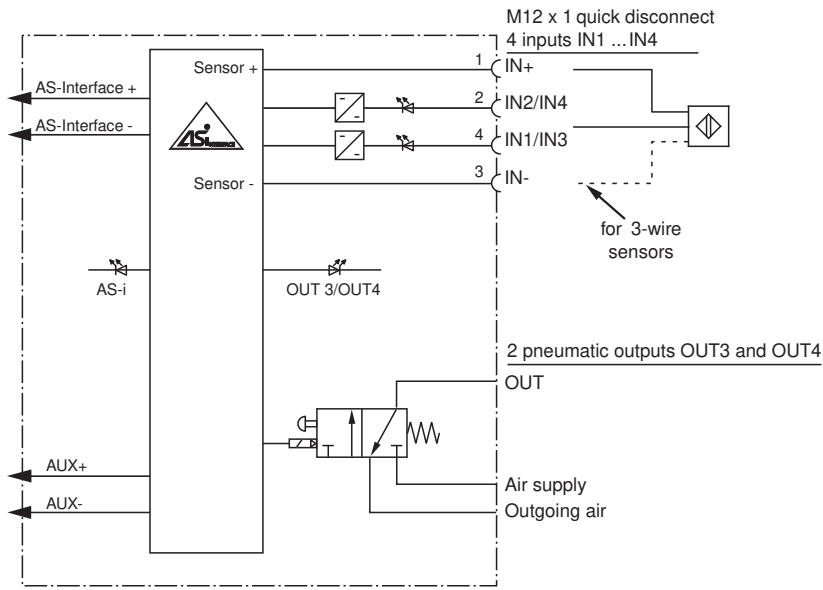 M12 x 1 quick disconnect
4 inputs IN1 ...IN4
Sensor +
1
IN+
AS-Interface +
2
IN2/IN4
AS-Interface -
ASi
INTERFACE
4
IN1/IN3
Sensor -
3
IN-
for 3-wire
sensors
AS-i
OUT 3/OUT4
2 pneumatic outputs OUT3 and OUT4
OUT
AUX+
Air supply
AUX-
Outgoing air